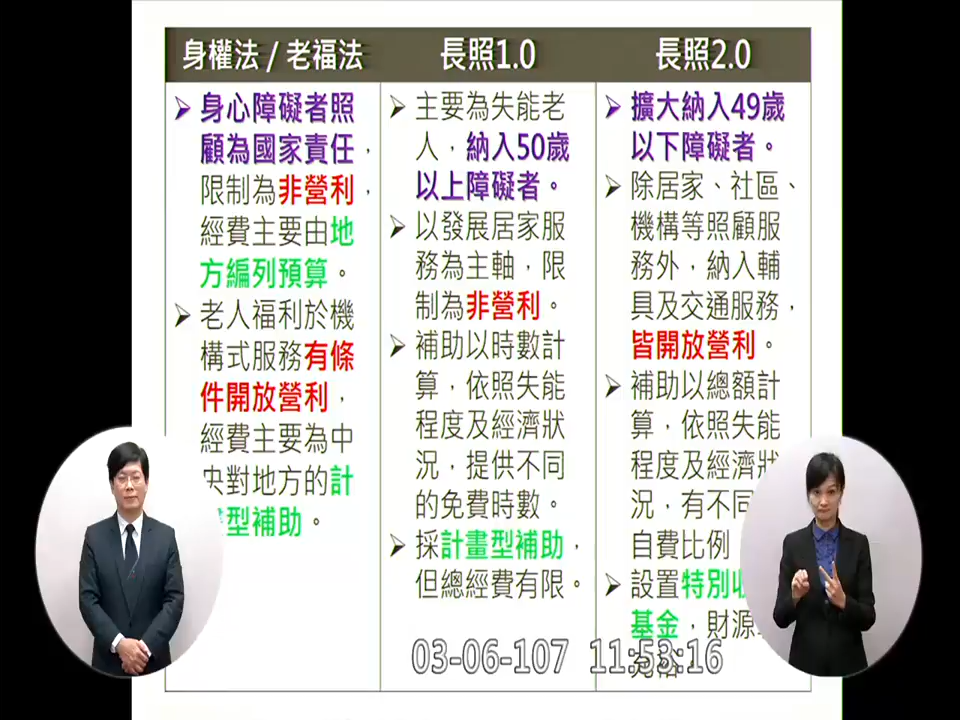 身權法 / 老福法
身心障礙者照
顧為國家責任，
限制為非營利，
經費主要由地
方編列預算。
老人福利於機
構式服務有條
件開放營利，
經費主要為中
央對地方的計
型補助。
長照1.0
主要為失能老
人，納入50歲
以上障礙者。
以發展居家服
務為主軸，限
制為非營利。
補助以時數計
算，依照失能
程度及經濟狀
況，提供不同
的免費時數。
採計畫型補助，
但總經費有限。
長照2.0
擴大納入49歲
以下障礙者。
除居家、社區、
機構等照顧服
務外，納入輔
具及交通服務，
皆開放營利。
補助以總額計
算，依照失能
程度及經濟狀
況，有不同
自費比例
設置特別
基金，財源
03-06-107 11:53:16